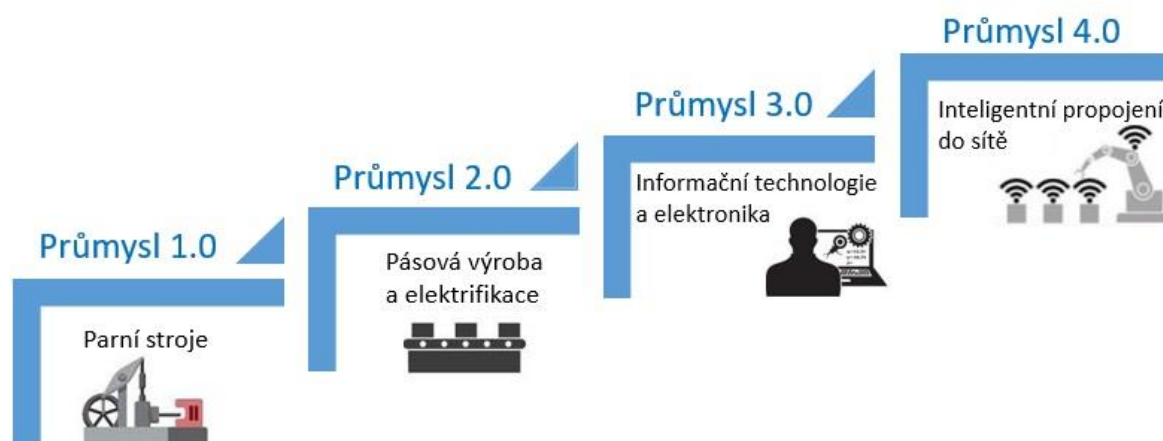 Průmysl 1.0
Parní stroje
Průmysl 2.0
Pásová výroba
a elektrifikace
Průmysl 3.0
Informační technologie
a elektronika
Průmysl 4.0
Inteligentní propojení
do sítě